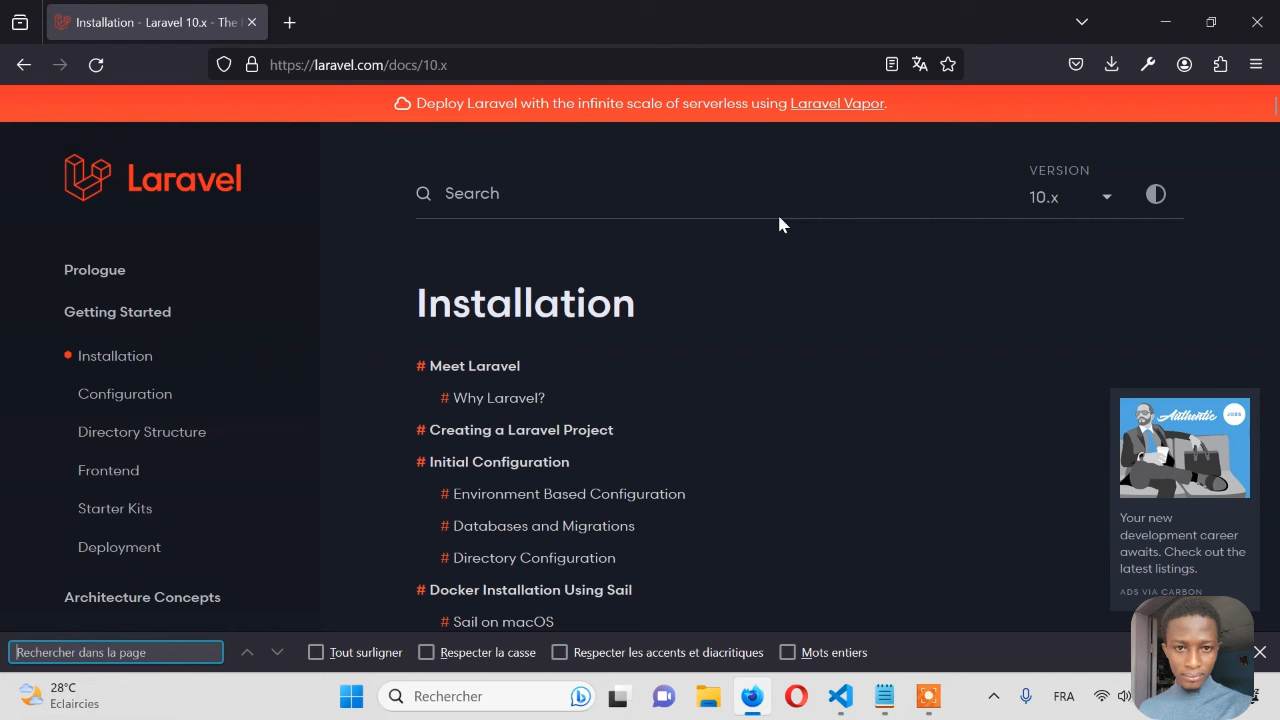 Installation - Laravel 10.x - The
https://laravel.com/docs/10.x
Deploy Laravel with the infinite scale of serverless using Laravel Vapor.
Laravel
Search
VERSION
10.x
Prologue
Getting Started
Installation
Configuration
Directory Structure
Frontend
Starter Kits
Deployment
Architecture Concepts
Installation
# Meet Laravel
# Why Laravel?
# Creating a Laravel Project
# Initial Configuration
# Environment Based Configuration
# Databases and Migrations
# Directory Configuration
# Docker Installation Using Sail
# Sail on macOS
Authentic
JOBS
Your new
development career
awaits. Check out the
latest listings.
ADS VIA CARBON
Rechercher dans la page
Tout surligner
Respecter la casse
Respecter les accents et diacritiques
Mots entiers
28°C
Eclaircies
Rechercher
FRA